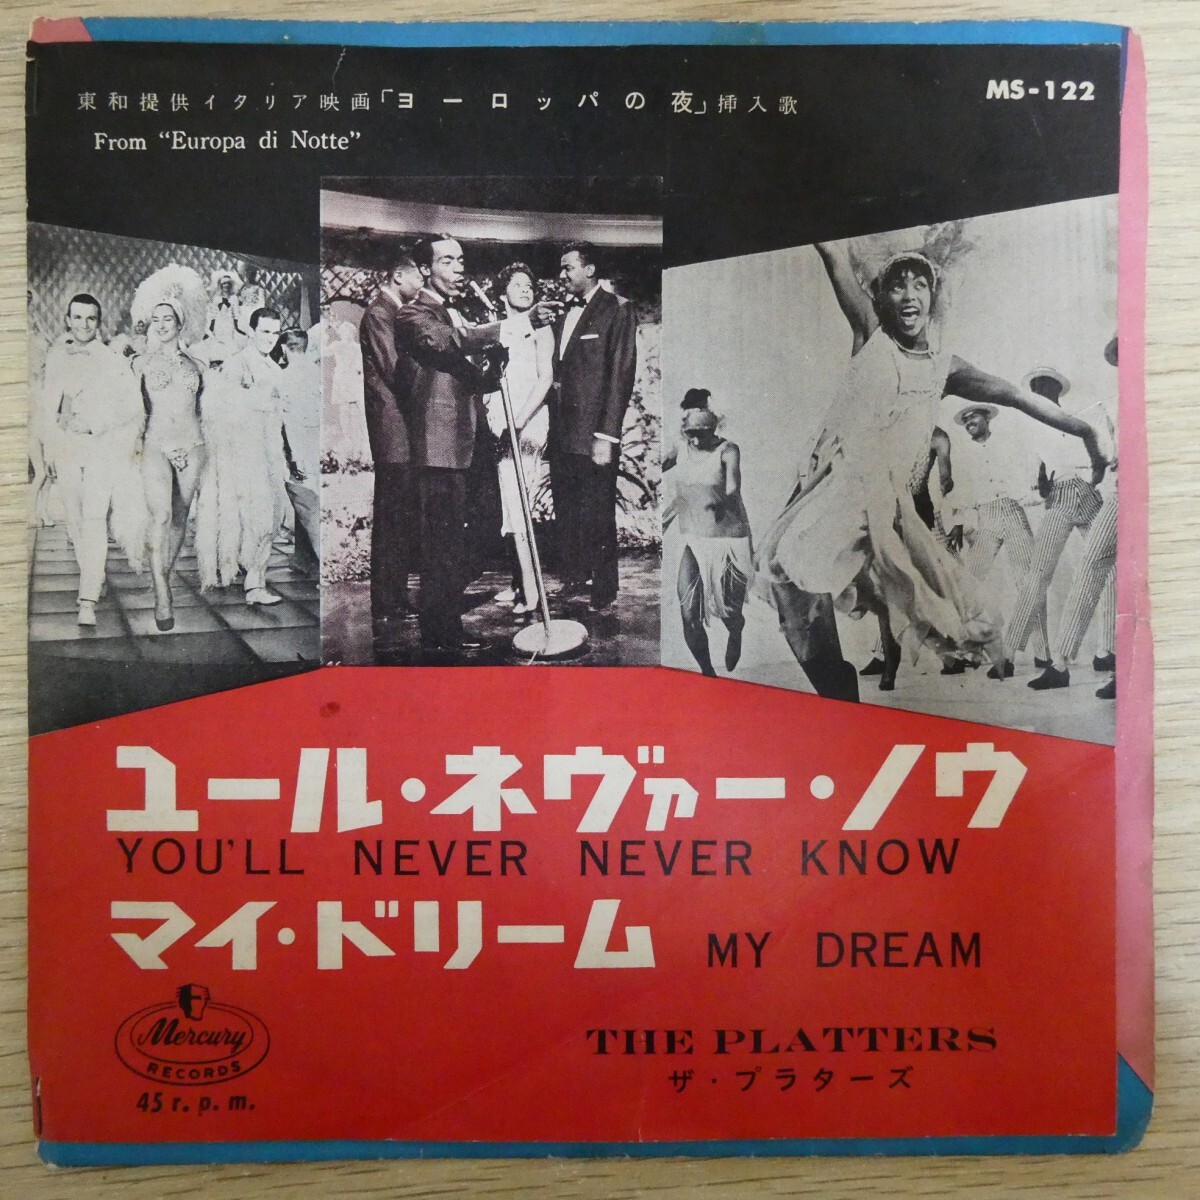 東和提供イタリア映画「ヨーロッパの夜」挿入歌
MS-122
From “Europa di Notte”
ユール・ネヴァー・ノウ
YOU'LL NEVER NEVER KNOW
マイ・ドリーム MY DREAM
Mercury
RECORDS
45 r. p. m.
THE PLATTERS
ザ・プラターズ